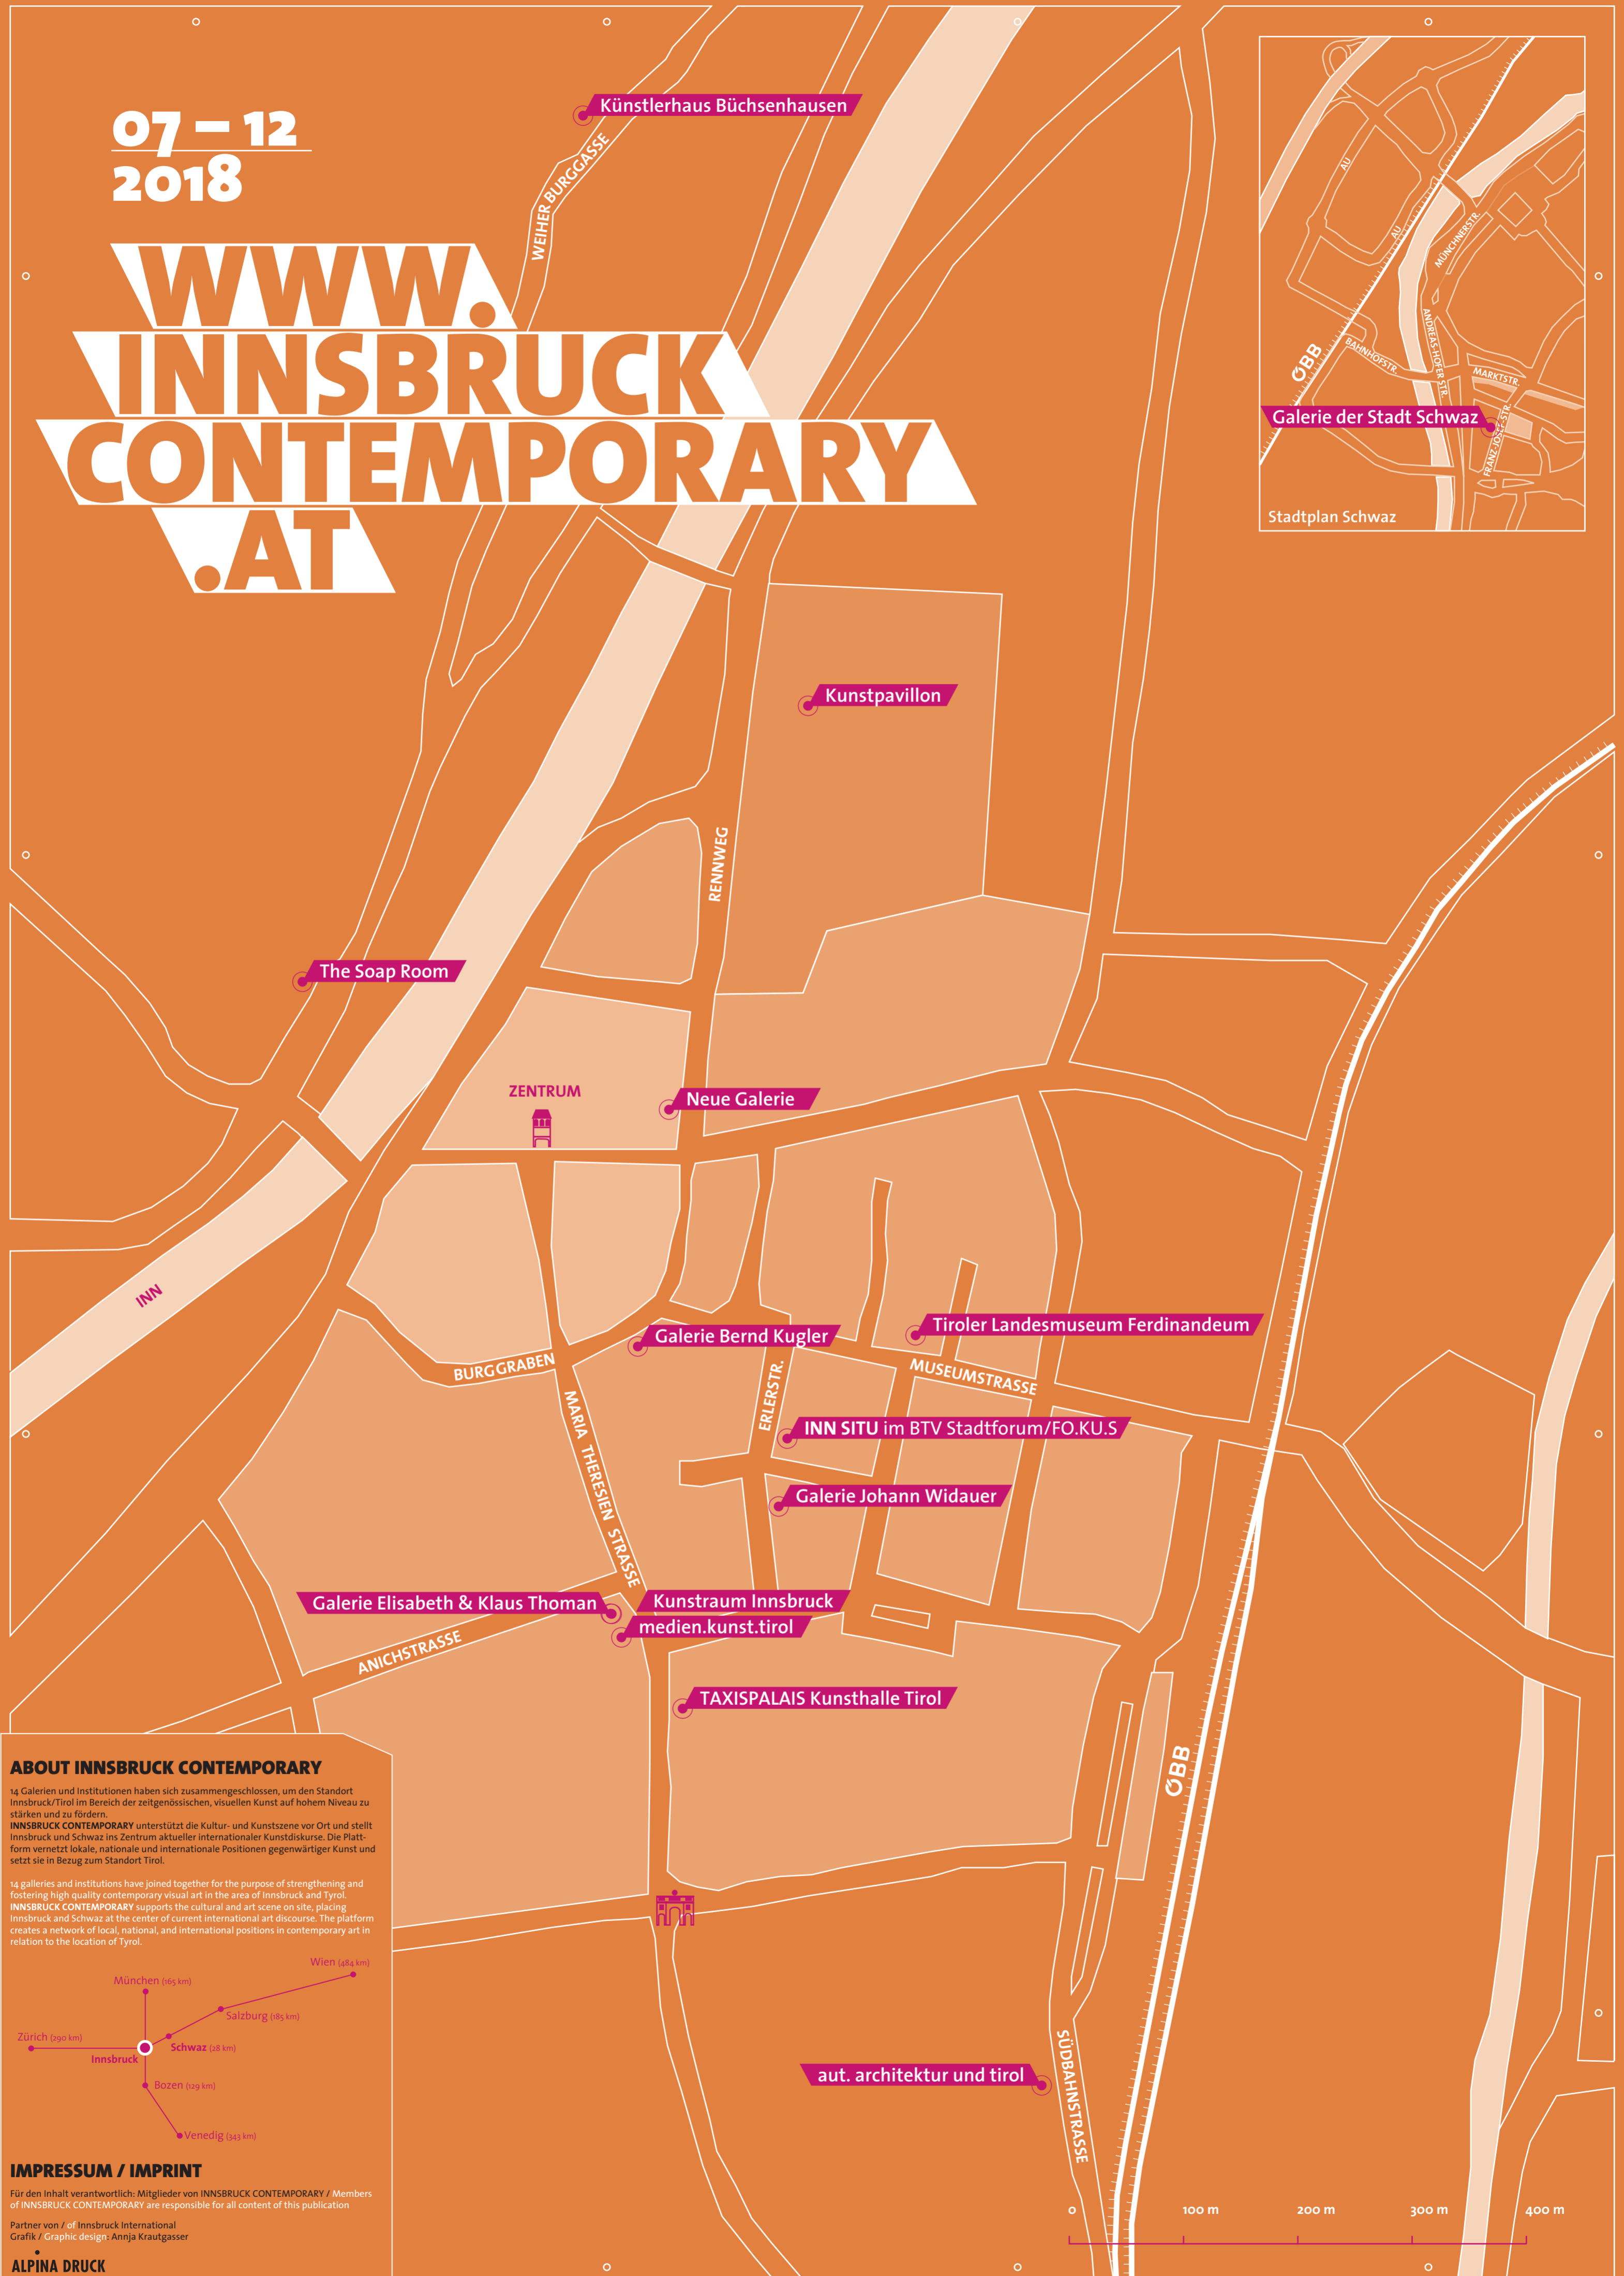 07 – 12
2018
WWW.
INNSBRUCK
CONTEMPORARY
.AT
Künstlerhaus Büchsenhausen
WEIHER BURGGASSE
AU
AU
MÜNCHNERSTR.
ANDREAS-HOFER STR.
ÖBB
BAHNHOFSTR.
MARKTSTR.
Galerie der Stadt Schwaz
FRANZ-JOSEF-STR.
Stadtplan Schwaz
Kunstpavillon
RENNWEG
The Soap Room
ZENTRUM
Neue Galerie
INN
Tiroler Landesmuseum Ferdinandeum
Galerie Bernd Kugler
BURGGRABEN
MUSEUMSTRASSE
ERLERSTR.
MARIA THERESIEN STRASSE
INN SITU im BTV Stadtforum/FO.KU.S
Galerie Johann Widauer
Galerie Elisabeth & Klaus Thoman
Kunstraum Innsbruck
medien.kunst.tirol
ANICHSTRASSE
TAXISPALAIS Kunsthalle Tirol
ÖBB
aut. architektur und tirol
SÜDBAHNSTRASSE
0 100 m 200 m 300 m 400 m
ABOUT INNSBRUCK CONTEMPORARY
14 Galerien und Institutionen haben sich zusammengeschlossen, um den Standort
Innsbruck/Tirol im Bereich der zeitgenössischen, visuellen Kunst auf hohem Niveau zu
stärken und zu fördern.
INNSBRUCK CONTEMPORARY unterstützt die Kultur- und Kunstszene vor Ort und stellt
Innsbruck und Schwaz ins Zentrum aktueller internationaler Kunstdiskurse. Die Platt-
form vernetzt lokale, nationale und internationale Positionen gegenwärtiger Kunst und
setzt sie in Bezug zum Standort Tirol.
14 galleries and institutions have joined together for the purpose of strengthening and
fostering high quality contemporary visual art in the area of Innsbruck and Tyrol.
INNSBRUCK CONTEMPORARY supports the cultural and art scene on site, placing
Innsbruck and Schwaz at the center of current international art discourse. The platform
creates a network of local, national, and international positions in contemporary art in
relation to the location of Tyrol.
Wien (484 km)
München (165 km)
Salzburg (185 km)
Zürich (290 km)
Schwaz (28 km)
Innsbruck
Bozen (129 km)
Venedig (343 km)
IMPRESSUM / IMPRINT
Für den Inhalt verantwortlich: Mitglieder von INNSBRUCK CONTEMPORARY / Members
of INNSBRUCK CONTEMPORARY are responsible for all content of this publication
Partner von / of Innsbruck International
Grafik / Graphic design: Annja Krautgasser
ALPINA DRUCK